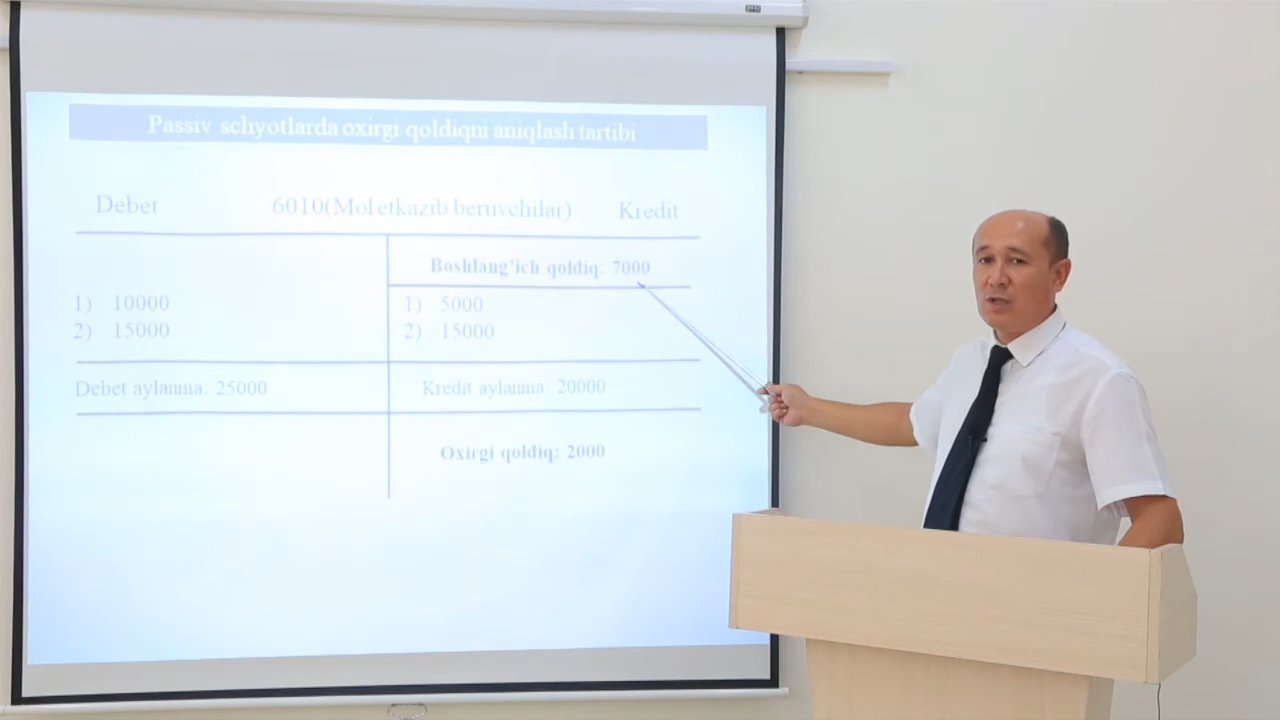 Passiv schyotlarda oxirgi qoldiqni aniqlash tartibi
Debet 6010(Mol etkazib beruvchilar) Kredit
Boshlang'ich qoldiq: 7000
1) 10000 1) 5000
2) 15000 2) 15000
Debet aylanma: 25000 Kredit aylanma 20000
Oxirgi qoldiq: 2000